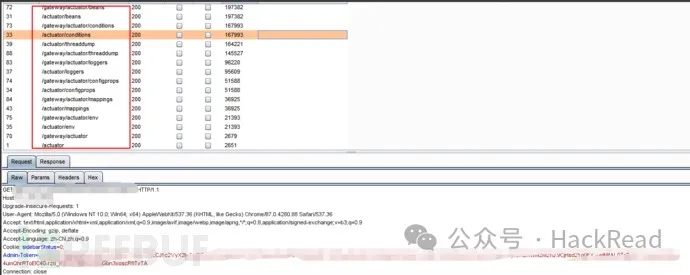 72 /gateway/actuator/beans 200 197382
31 /actuator/beans 200 197382
73 /gateway/actuator/conditions 200 167993
33 /actuator/conditions 200 167993
39 /actuator/threaddump 200 164221
88 /gateway/actuator/threaddump 200 145527
83 /gateway/actuator/loggers 200 96220
37 /actuator/loggers 200 95609
74 /gateway/actuator/configprops 200 51588
34 /actuator/configprops 200 51588
84 /gateway/actuator/mappings 200 36925
43 /actuator/mappings 200 36925
75 /gateway/actuator/env 200 21393
35 /actuator/env 200 21393
70 /gateway/actuator 200 2679
1 /actuator 200 2651
Request Response
Raw Params Headers Hex
GET HTTP/1.1
Host:
Upgrade-Insecure-Requests: 1
User-Agent: Mozilla/5.0 (Windows NT 10.0; Win64; x64) AppleWebKit/537.36 (KHTML, like Gecko) Chrome/87.0.4280.88 Safari/537.36
Accept: text/html,application/xhtml+xml,application/xml;q=0.9,image/avif,image/webp,image/apng,*/*;q=0.8,application/signed-exchange;v=b3;q=0.9
Accept-Encoding: gzip, deflate
Accept-Language: zh-CN,zh;q=0.9
Cookie: sidebarStatus=0;
Admin-Token=
Connection: close
公众号 · HackRead